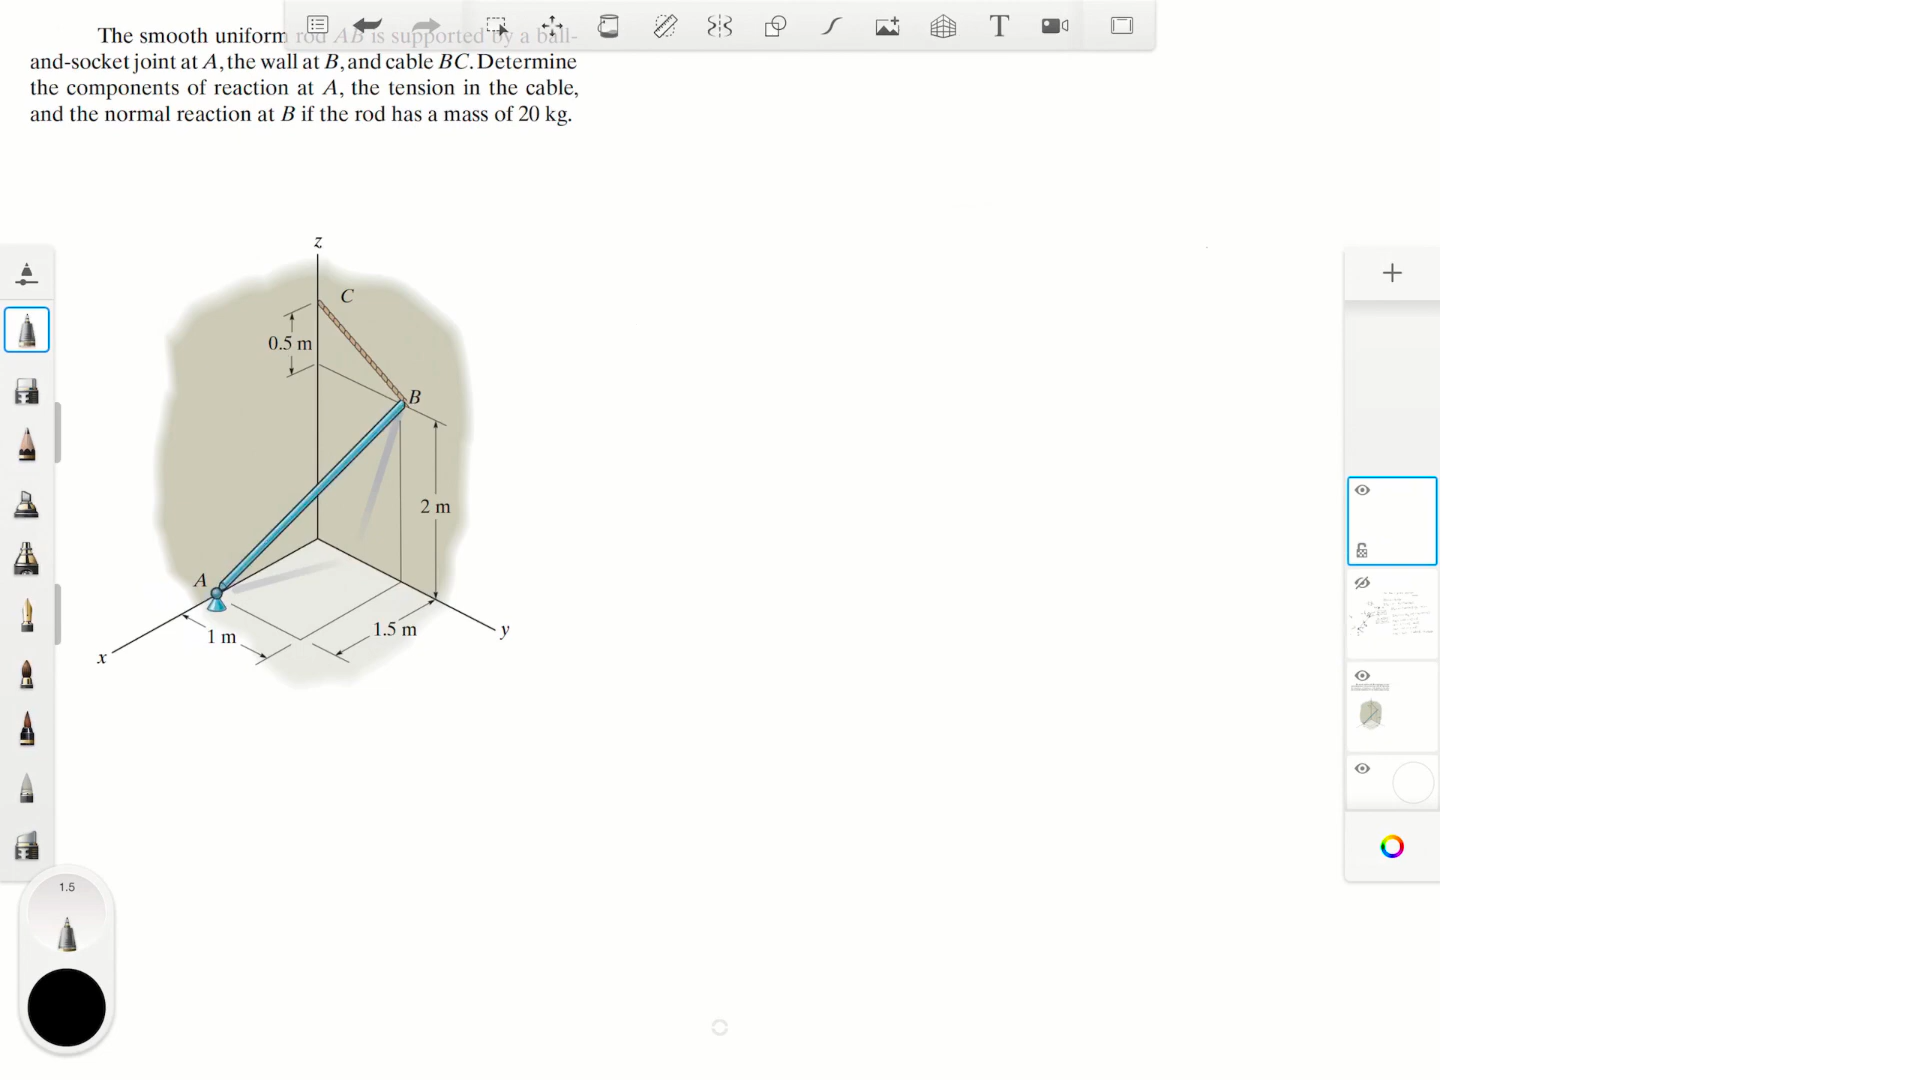 The smooth uniform rod AB is supported by a ball-
and-socket joint at A, the wall at B, and cable BC. Determine
the components of reaction at A, the tension in the cable,
and the normal reaction at B if the rod has a mass of 20 kg.
T
z
C
0.5 m
B
2 m
A
1 m
1.5 m
y
x
1.5